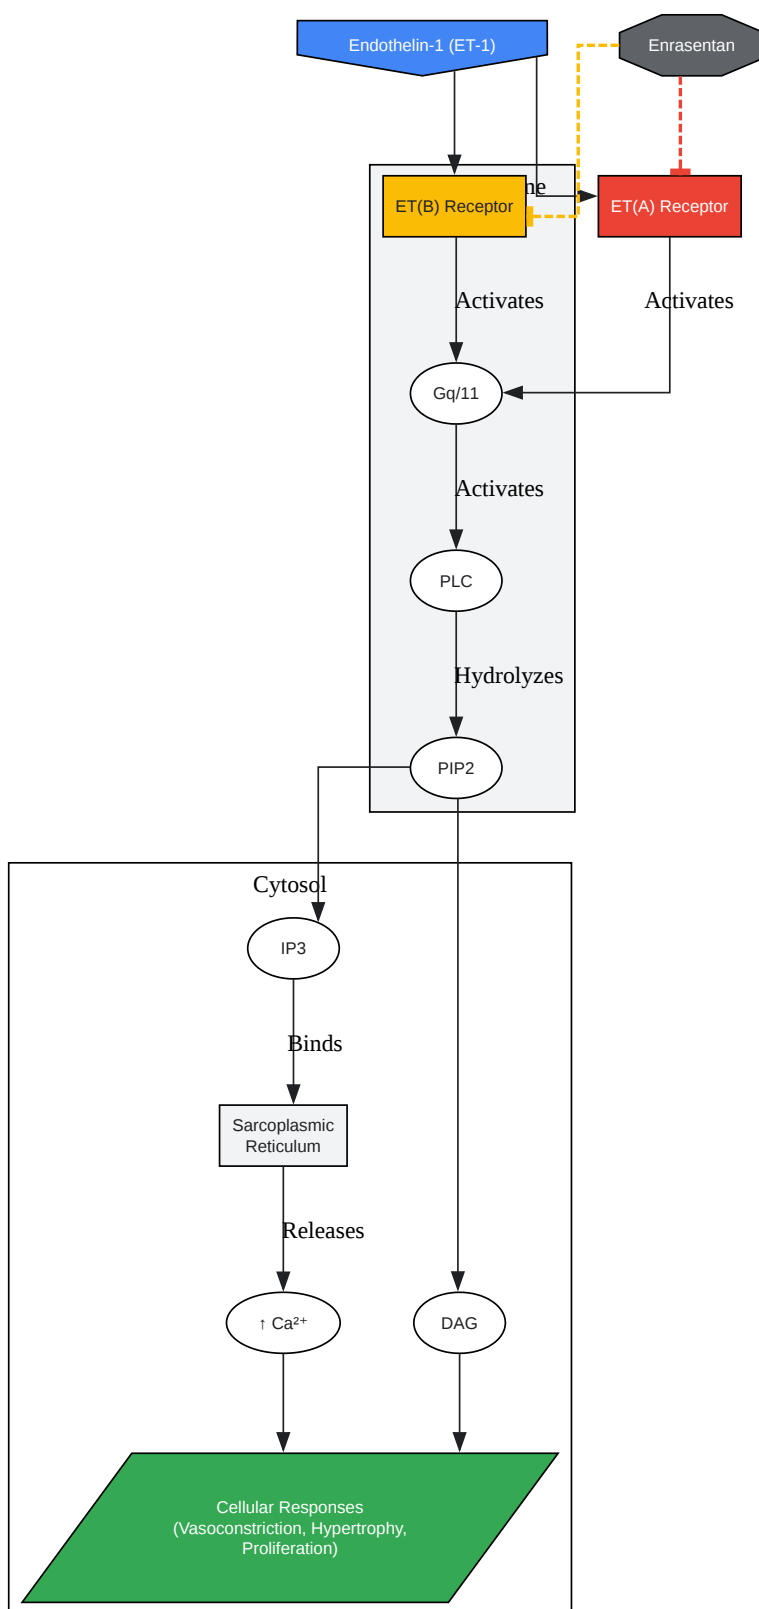 Endothelin-1 (ET-1)
Enrasentan
ET(B) Receptor
ET(A) Receptor
Activates
Activates
Gq/11
Activates
PLC
Hydrolyzes
PIP2
Cytosol
IP3
Binds
Sarcoplasmic
Reticulum
Releases
↑ Ca²⁺
DAG
Cellular Responses
(Vasoconstriction, Hypertrophy,
Proliferation)